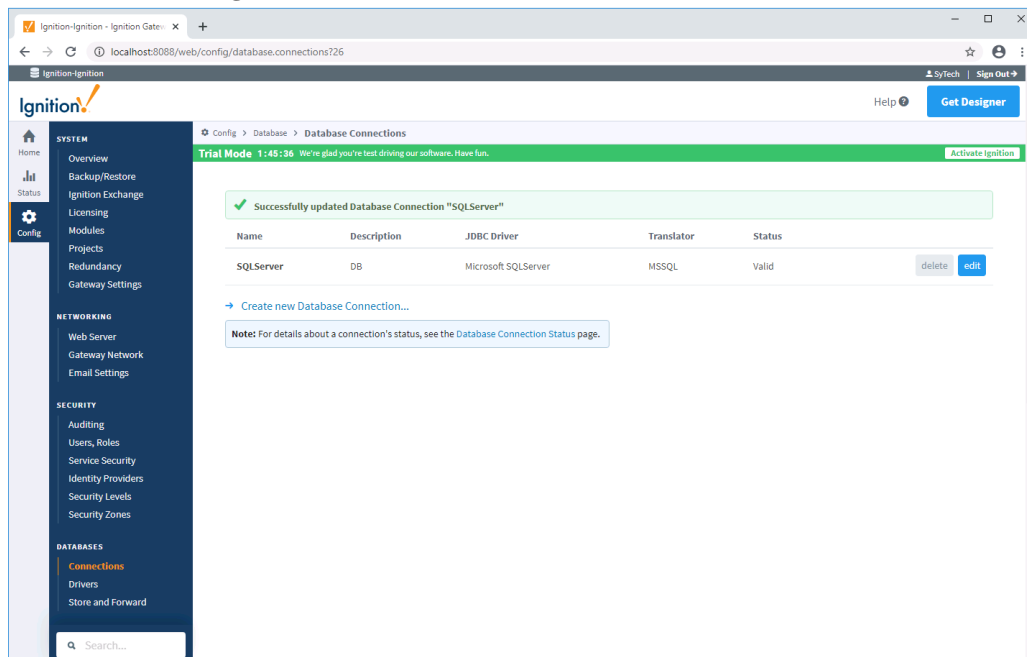 Ignition-Ignition - Ignition Gatew
localhost:8088/web/config/database.connections?26
Ignition-Ignition
SyTech | Sign Out
Ignition!
Help
Get Designer
Home
Status
Config
SYSTEM
Overview
Backup/Restore
Ignition Exchange
Licensing
Modules
Projects
Redundancy
Gateway Settings
NETWORKING
Web Server
Gateway Network
Email Settings
SECURITY
Auditing
Users, Roles
Service Security
Identity Providers
Security Levels
Security Zones
DATABASES
Connections
Drivers
Store and Forward
Search...
Config > Database > Database Connections
Trial Mode 1:45:36 We're glad you're test driving our software. Have fun.
Activate Ignition
Successfully updated Database Connection "SQLServer"
Name Description JDBC Driver Translator Status
SQLServer DB Microsoft SQLServer MSSQL Valid delete edit
→ Create new Database Connection...
Note: For details about a connection's status, see the Database Connection Status page.